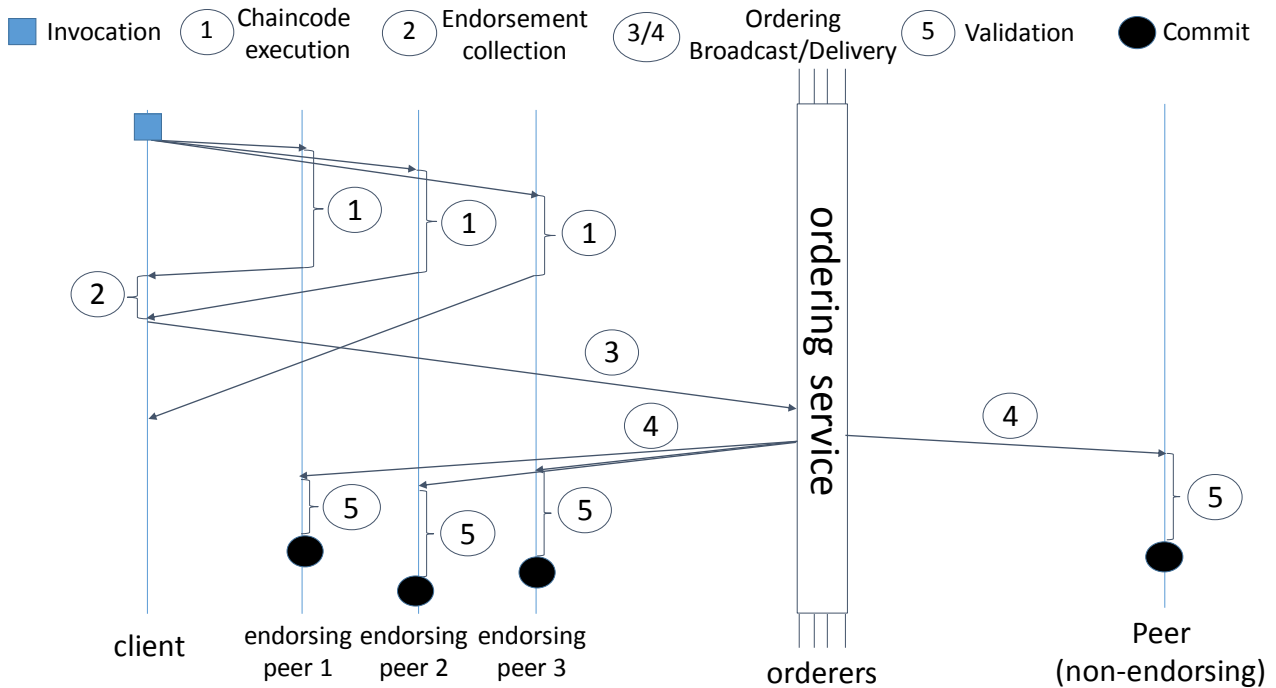 Invocation
1
Chaincode
execution
2
Endorsement
collection
3/4
Ordering
Broadcast/Delivery
5
Validation
Commit
1
1
1
2
3
4
4
5
5
5
5
ordering service
client
endorsing
peer 1
endorsing
peer 2
endorsing
peer 3
orderers
Peer
(non-endorsing)